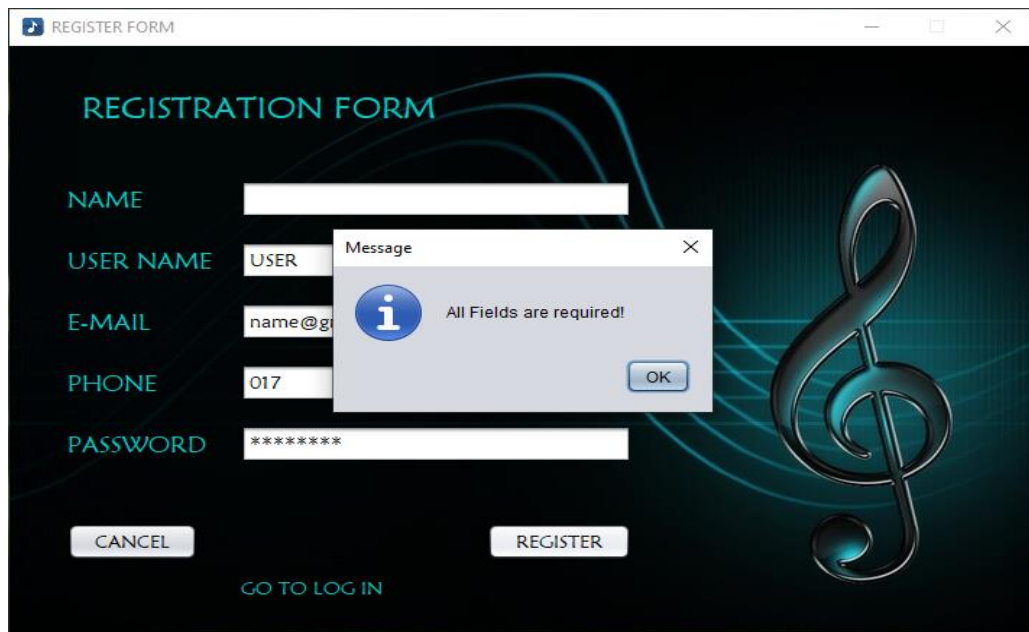 REGISTER FORM
REGISTRATION FORM
NAME
USER NAME USER
Message
All Fields are required!
OK
E-MAIL
PHONE 017
PASSWORD ********
CANCEL REGISTER
GO TO LOG IN